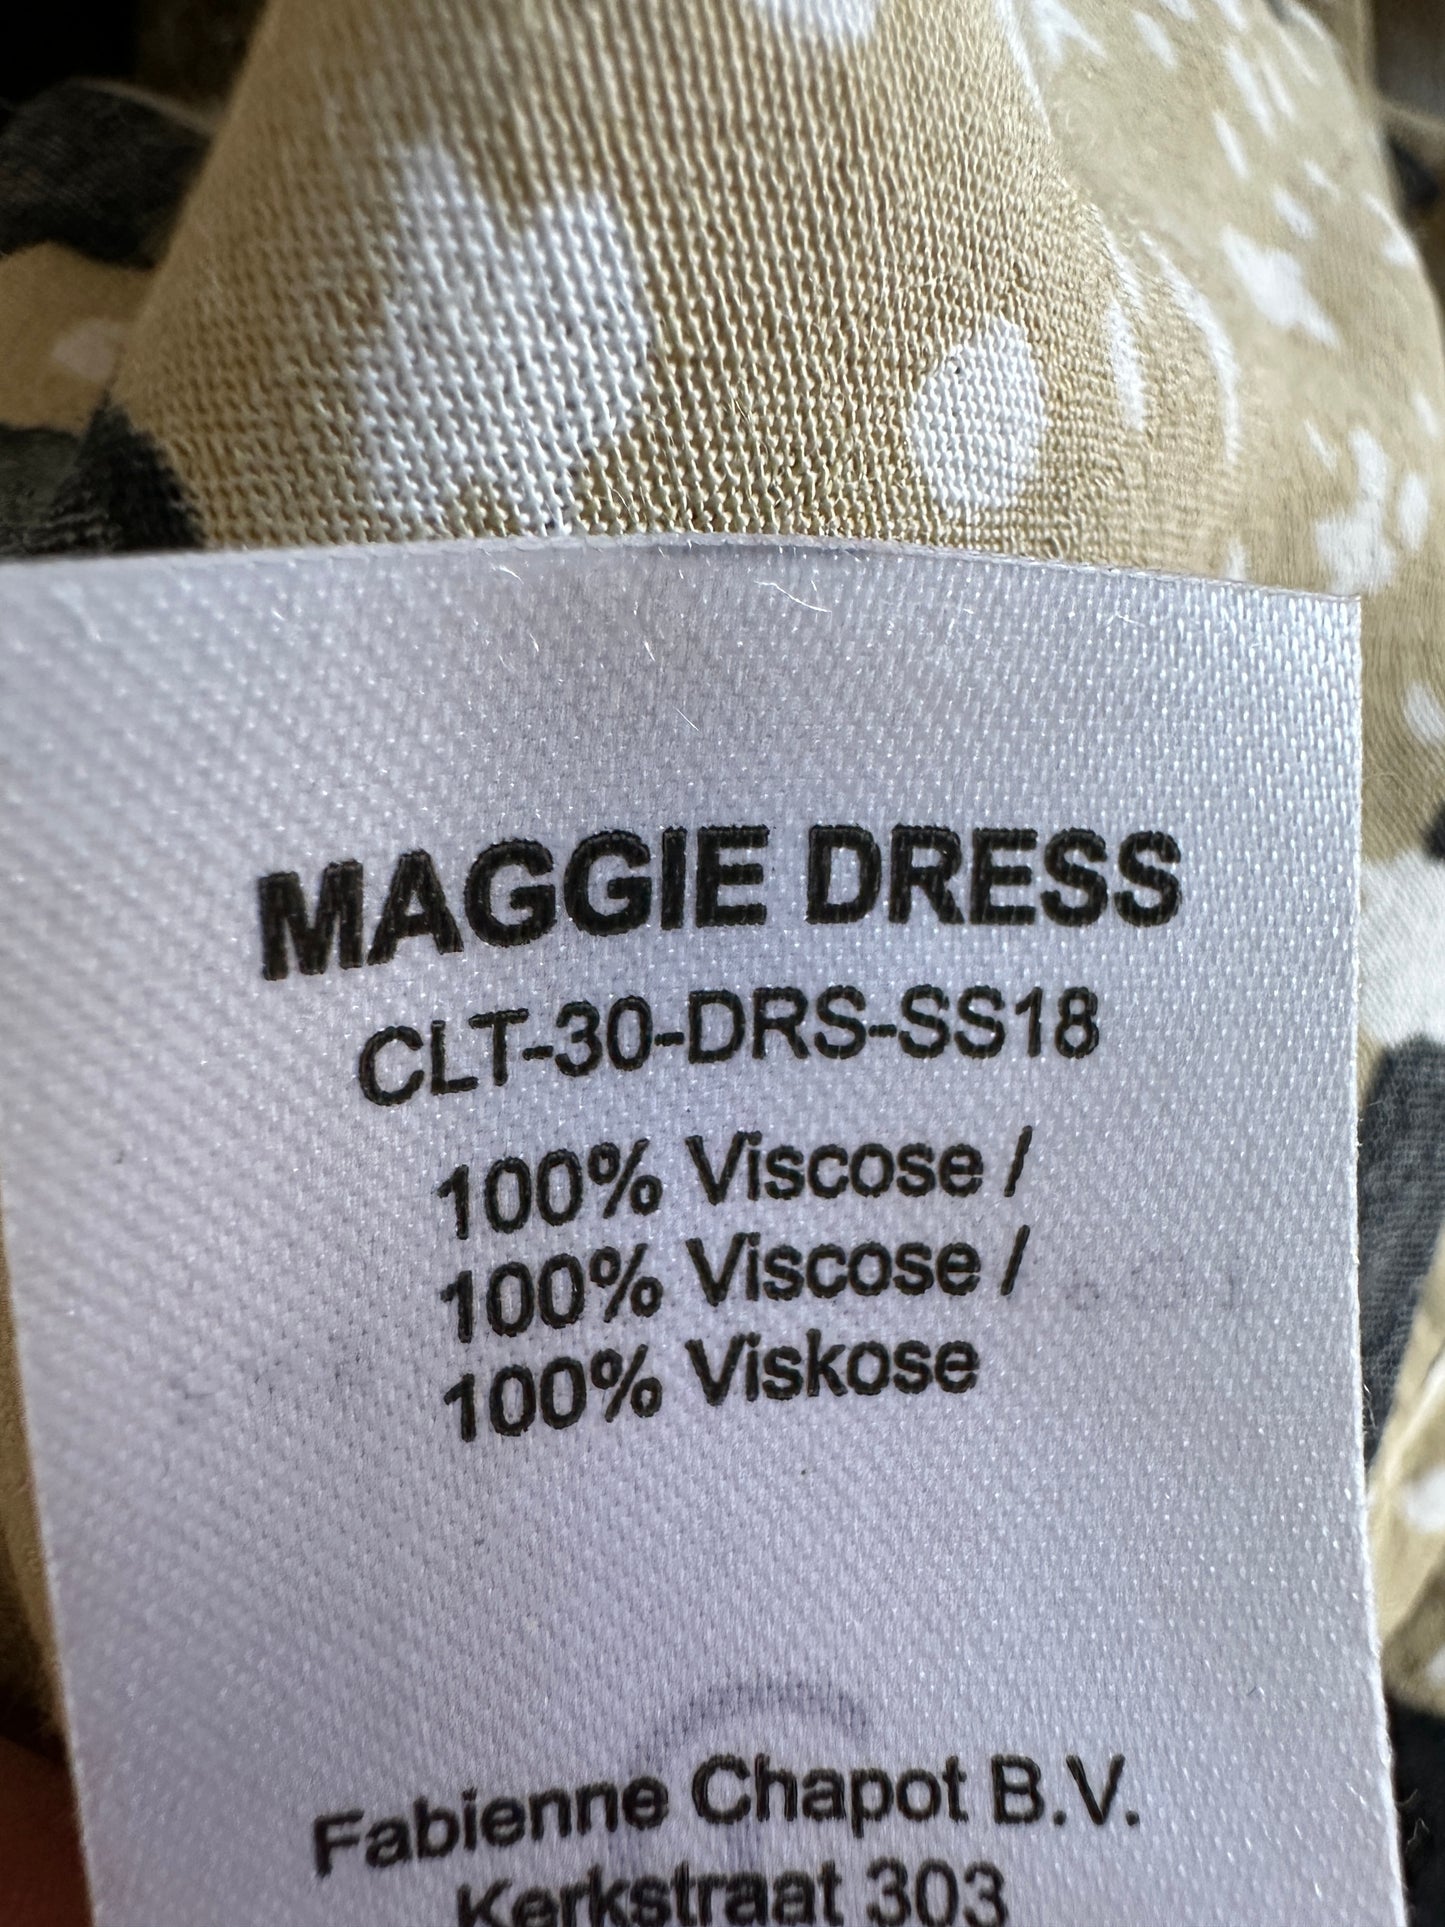 MAGGIE DRESS
CLT-30-DRS-SS18
100% Viscose /
100% Viscose /
100% Viskose
Fabienne Chapot B.V.
Kerkstraat 303